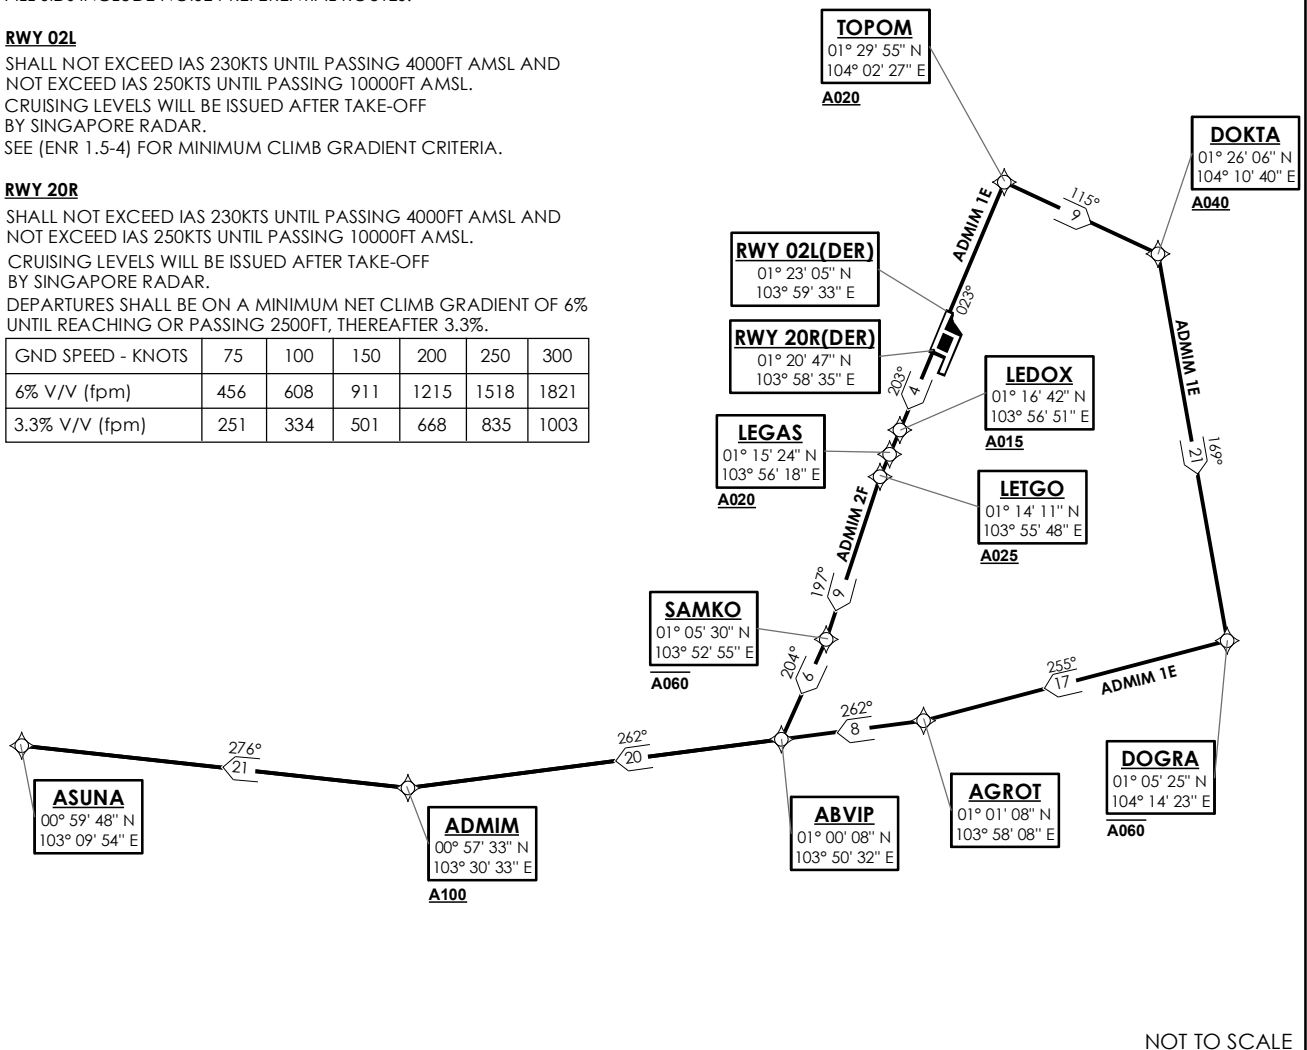 RWY 02L
SHALL NOT EXCEED IAS 230KTS UNTIL PASSING 4000FT AMSL AND
NOT EXCEED IAS 250KTS UNTIL PASSING 10000FT AMSL.
CRUISING LEVELS WILL BE ISSUED AFTER TAKE-OFF
BY SINGAPORE RADAR.
SEE (ENR 1.5-4) FOR MINIMUM CLIMB GRADIENT CRITERIA.
RWY 20R
SHALL NOT EXCEED IAS 230KTS UNTIL PASSING 4000FT AMSL AND
NOT EXCEED IAS 250KTS UNTIL PASSING 10000FT AMSL.
CRUISING LEVELS WILL BE ISSUED AFTER TAKE-OFF
BY SINGAPORE RADAR.
DEPARTURES SHALL BE ON A MINIMUM NET CLIMB GRADIENT OF 6%
UNTIL REACHING OR PASSING 2500FT, THEREAFTER 3.3%.
GND SPEED - KNOTS 75 100 150 200 250 300
6% V/V (fpm) 456 608 911 1215 1518 1821
3.3% V/V (fpm) 251 334 501 668 835 1003
TOPOM
01° 29' 55" N
104° 02' 27" E
A020
DOKTA
01° 26' 06" N
104° 10' 40" E
A040
115°
9
ADMIM 1E
RWY 02L(DER)
01° 23' 05" N
103° 59' 33" E
023°
RWY 20R(DER)
01° 20' 47" N
103° 58' 35" E
203°
4
ADMIM 1E
LEDOX
01° 16' 42" N
103° 56' 51" E
A015
LEGAS
01° 15' 24" N
103° 56' 18" E
A020
169°
21
LETGO
01° 14' 11" N
103° 55' 48" E
A025
ADMIM 2F
197°
9
SAMKO
01° 05' 30" N
103° 52' 55" E
A060
204°
6
255°
17
ADMIM 1E
262°
8
262°
20
276°
21
DOGRA
01° 05' 25" N
104° 14' 23" E
A060
ASUNA
00° 59' 48" N
103° 09' 54" E
ADMIM
00° 57' 33" N
103° 30' 33" E
A100
ABVIP
01° 00' 08" N
103° 50' 32" E
AGROT
01° 01' 08" N
103° 58' 08" E
NOT TO SCALE